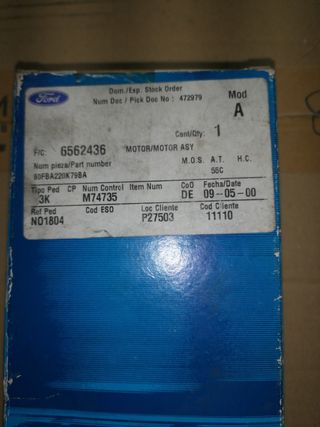 Ford
Dom./Exp. Stock Order
Num Doc / Pick Doc No : 472979
Mod
A
Cant/Qty: 1
F/C: 6562436 MOTOR/MOTOR ASY
Num pieza/Part number M.O.S. A.T. H.C.
80FBA220K79BA 55C
Tipo Ped CP Num Control Item Num CoO Fecha/Date
3K M74735 DE 09-05-00
Ref Ped Cod ESO Loc Cliente Cod Cliente
NO1804 P27503 11110